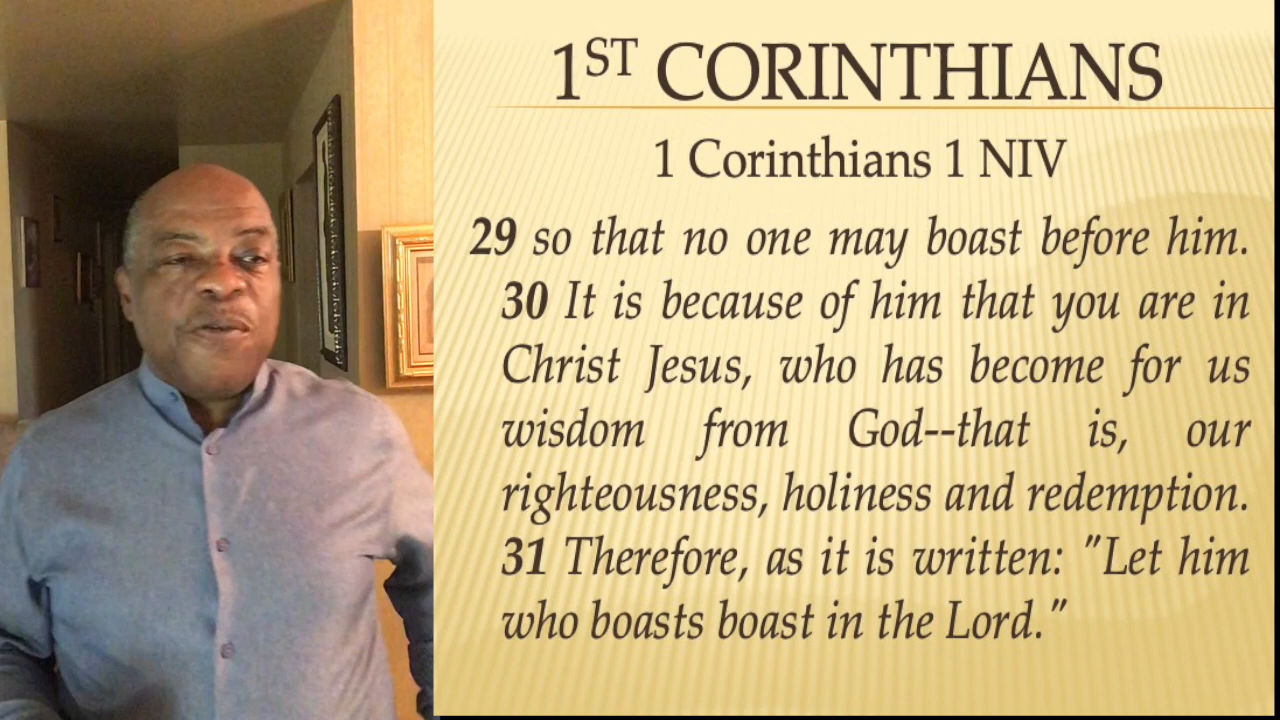 1ST CORINTHIANS
1 Corinthians 1 NIV
29 so that no one may boast before him.
30 It is because of him that you are in
Christ Jesus, who has become for us
wisdom from God--that is, our
righteousness, holiness and redemption.
31 Therefore, as it is written: "Let him
who boasts boast in the Lord."